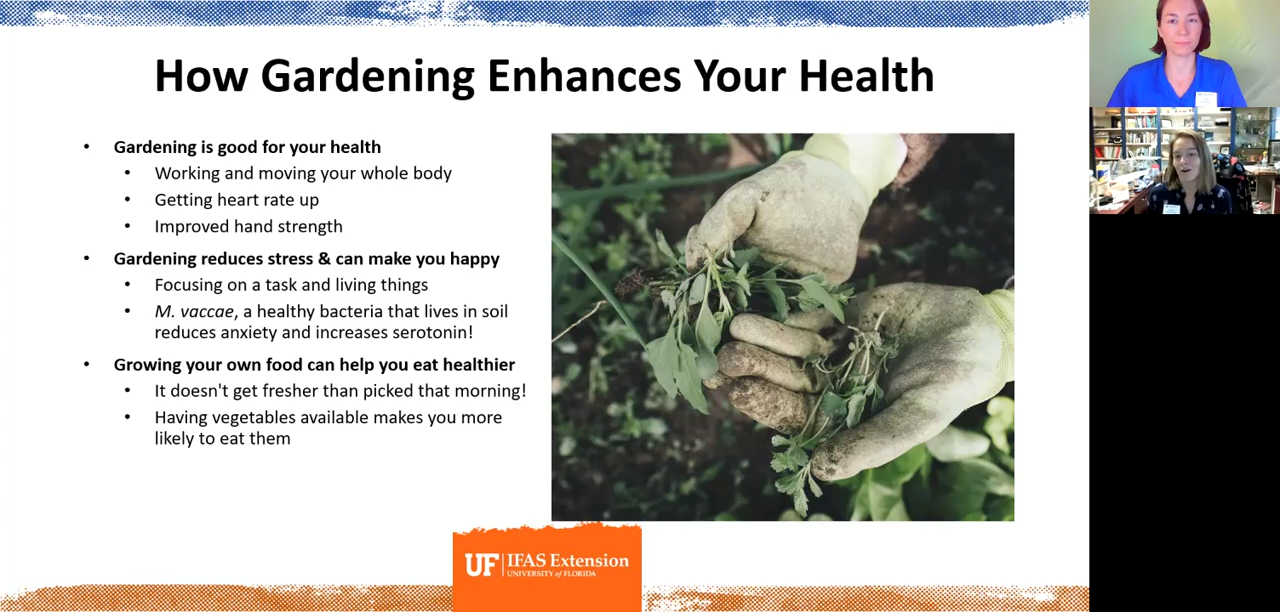 How Gardening Enhances Your Health
• Gardening is good for your health
• Working and moving your whole body
• Getting heart rate up
• Improved hand strength
• Gardening reduces stress & can make you happy
• Focusing on a task and living things
• M. vaccae, a healthy bacteria that lives in soil
reduces anxiety and increases serotonin!
• Growing your own food can help you eat healthier
• It doesn't get fresher than picked that morning!
• Having vegetables available makes you more
likely to eat them
UF IFAS Extension
UNIVERSITY of FLORIDA